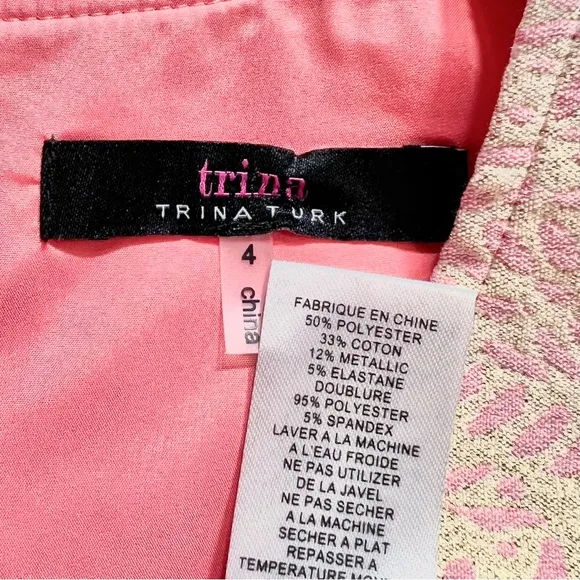 trina
TRINA TURK
4
china
FABRIQUE EN CHINE
50% POLYESTER
33% COTON
12% METALLIC
5% ELASTANE
DOUBLURE
95% POLYESTER
5% SPANDEX
LAVER A LA MACHINE
À L'EAU FROIDE
NE PAS UTILIZER
DE LA JAVEL
NE PAS SECHER
A LA MACHINE
SECHER A PLAT
REPASSER A
TEMPERATURE